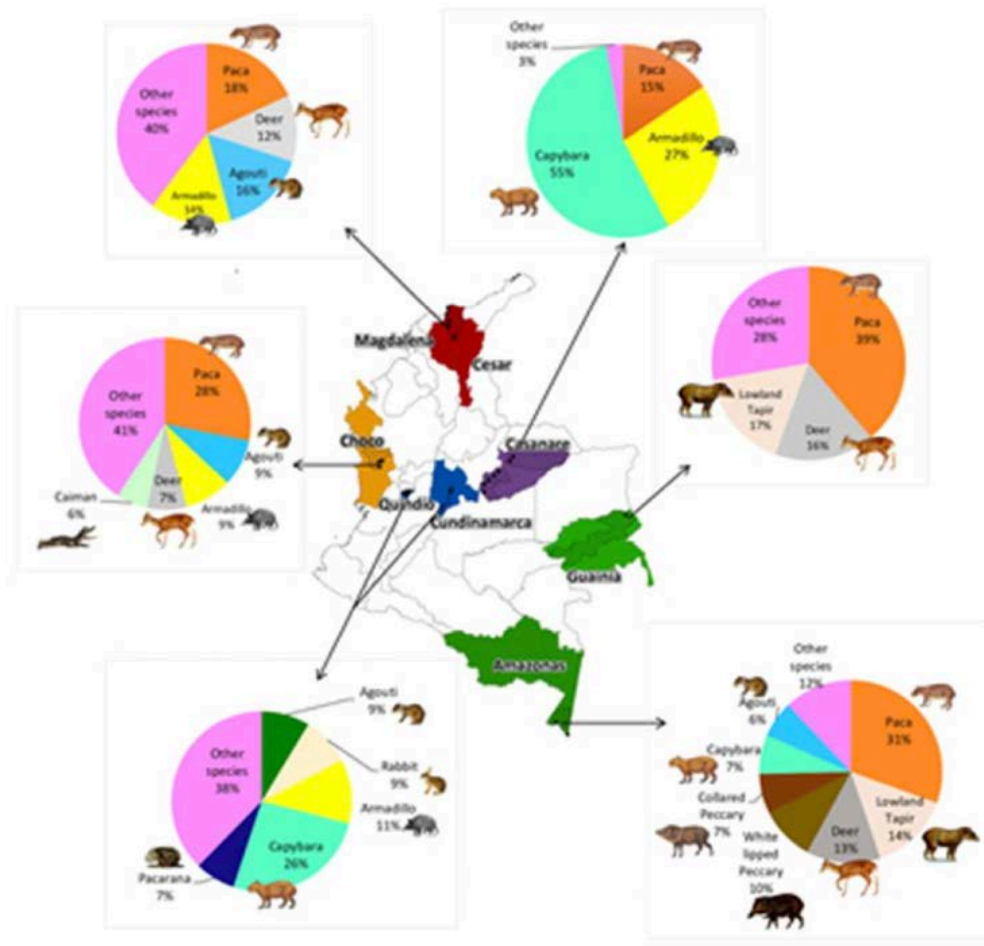 Other
species
40%
Paca
18%
Deer
12%
Agouti
16%
Armadillo
14%
Other
species
3%
Paca
15%
Armadillo
27%
Capybara
55%
Other
species
28%
Paca
39%
Lowland
Tapir
17%
Deer
16%
Magdalena
Cesar
Choco
Quindio
Cundinamarca
Guainia
Amazonas
Other
species
41%
Paca
28%
Agouti
9%
Armadillo
9%
Deer
7%
Caiman
6%
Agouti
9%
Rabbit
9%
Armadillo
11%
Capybara
26%
Pacarana
7%
Other
species
38%
Other
species
12%
Paca
31%
Agouti
6%
Capybara
7%
Collared
Peccary
7%
White
lipped
Peccary
10%
Deer
13%
Lowland
Tapir
14%